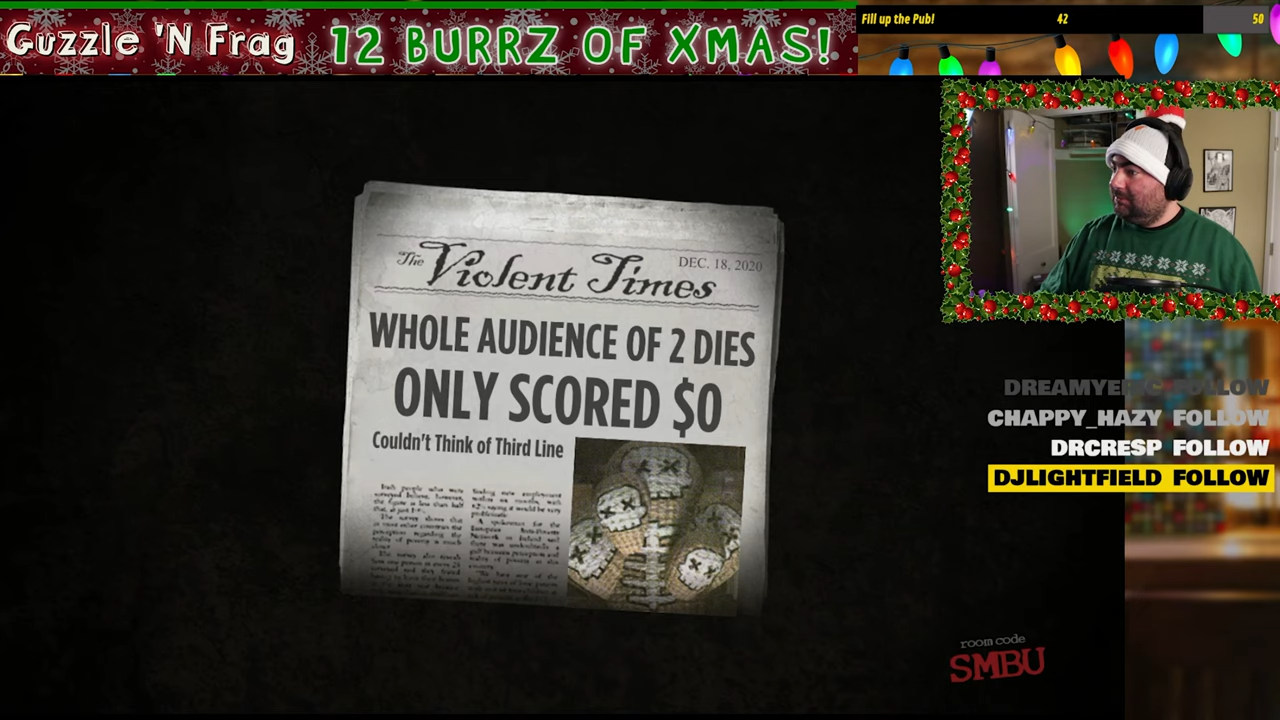 Guzzle 'N Frag
12 BURRZ OF XMAS!
Fill up the Pub!
42
50
The Violent Times
DEC. 18, 2020
WHOLE AUDIENCE OF 2 DIES
ONLY SCORED $0
Couldn't Think of Third Line
FOLLOW
CHAPPY_HAZY FOLLOW
DRCRESP FOLLOW
DJLIGHTFIELD FOLLOW
room code
SMBU